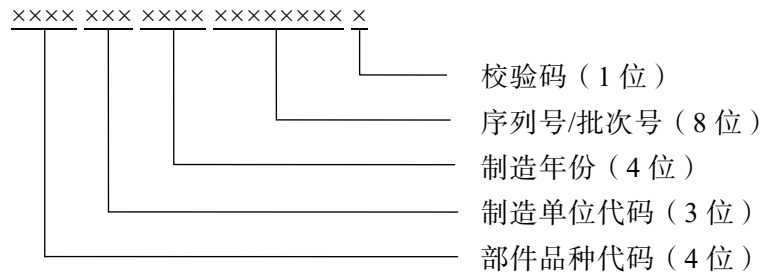 ×××× ××× ×××× ×××××××× ×
校验码（1 位）
序列号/批次号（8 位）
制造年份（4 位）
制造单位代码（3 位）
部件品种代码（4 位）